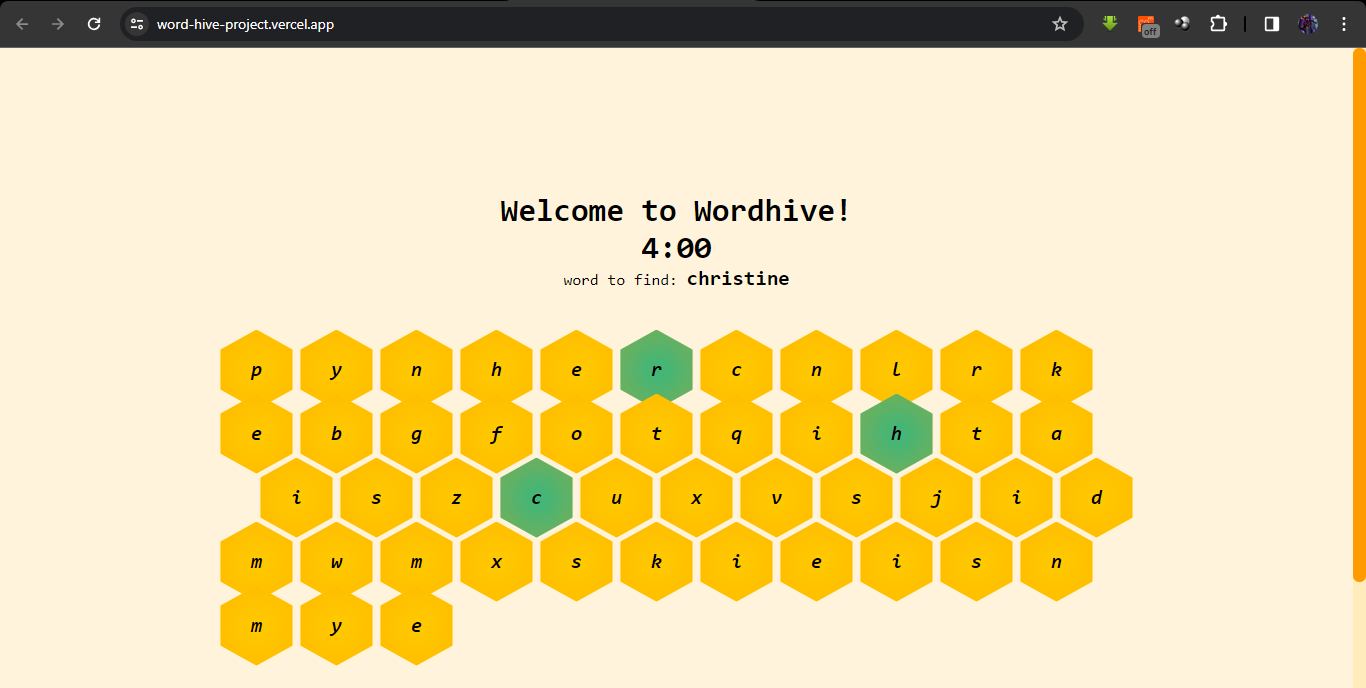 word-hive-project.vercel.app
off
Welcome to Wordhive!
4:00
word to find: christine
p y n h e r c n l r k
e b g f o t q i h t a
i s z c u x v s j i d
m w m x s k i e i s n
m y e